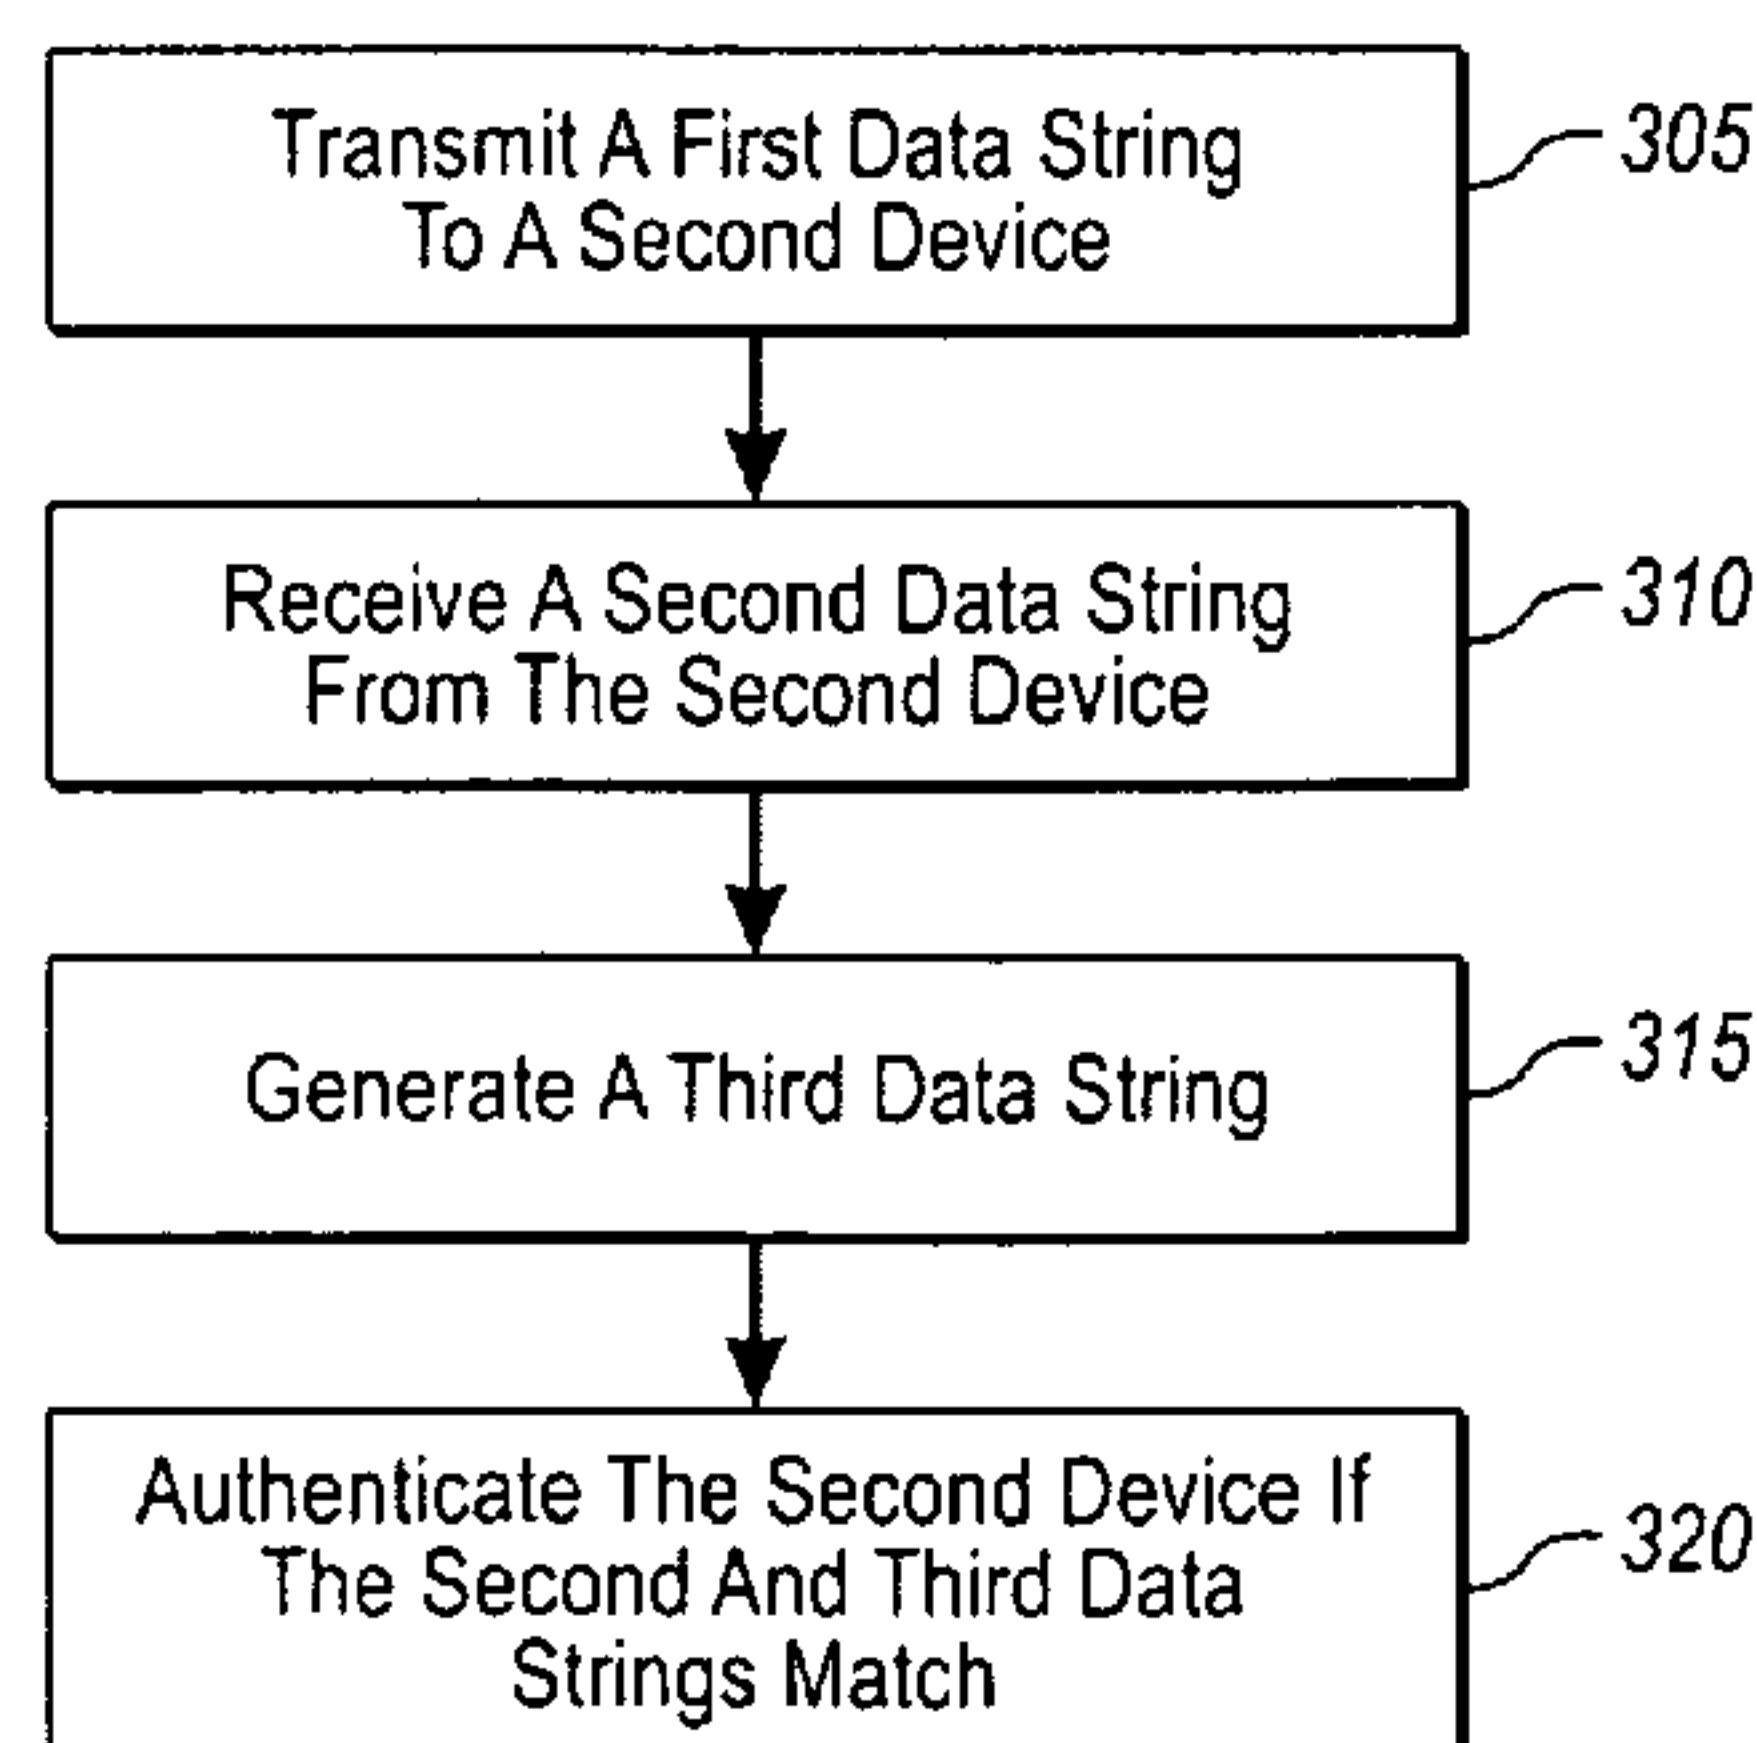 Transmit A First Data String
To A Second Device
305
Receive A Second Data String
From The Second Device
310
Generate A Third Data String
315
Authenticate The Second Device If
The Second And Third Data
Strings Match
320